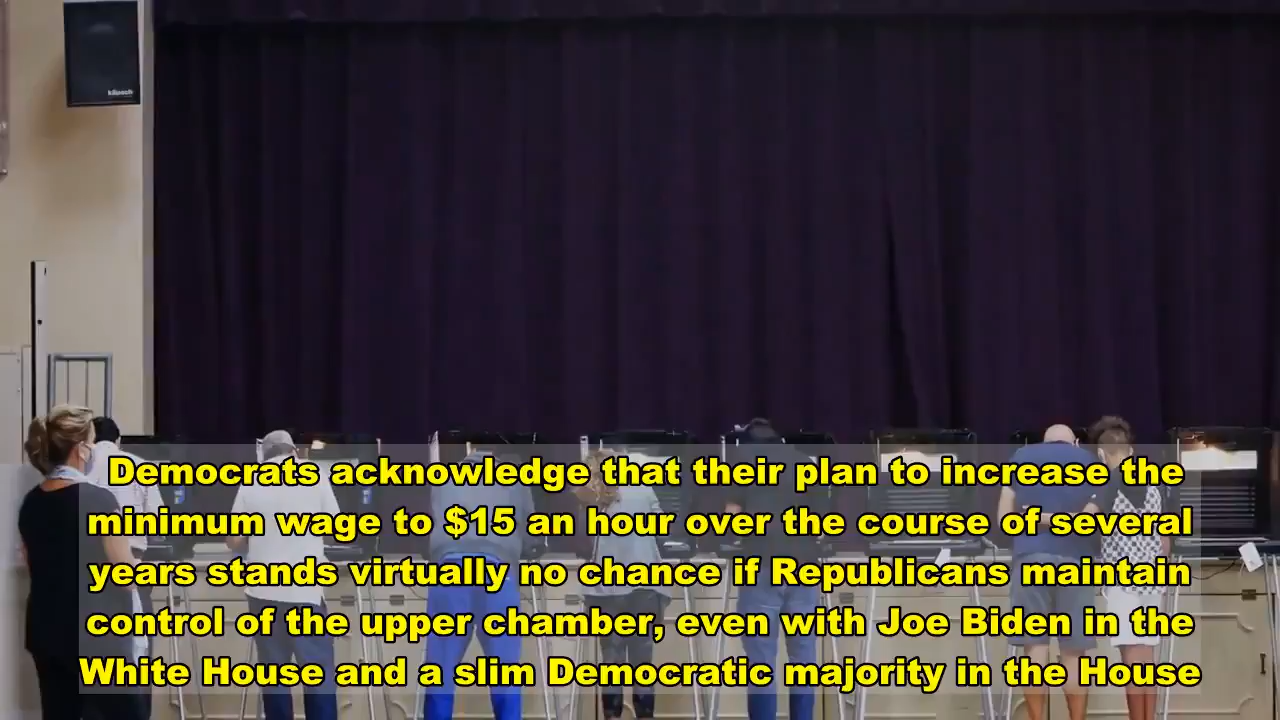 klipsch
Democrats acknowledge that their plan to increase the
minimum wage to $15 an hour over the course of several
years stands virtually no chance if Republicans maintain
control of the upper chamber, even with Joe Biden in the
White House and a slim Democratic majority in the House